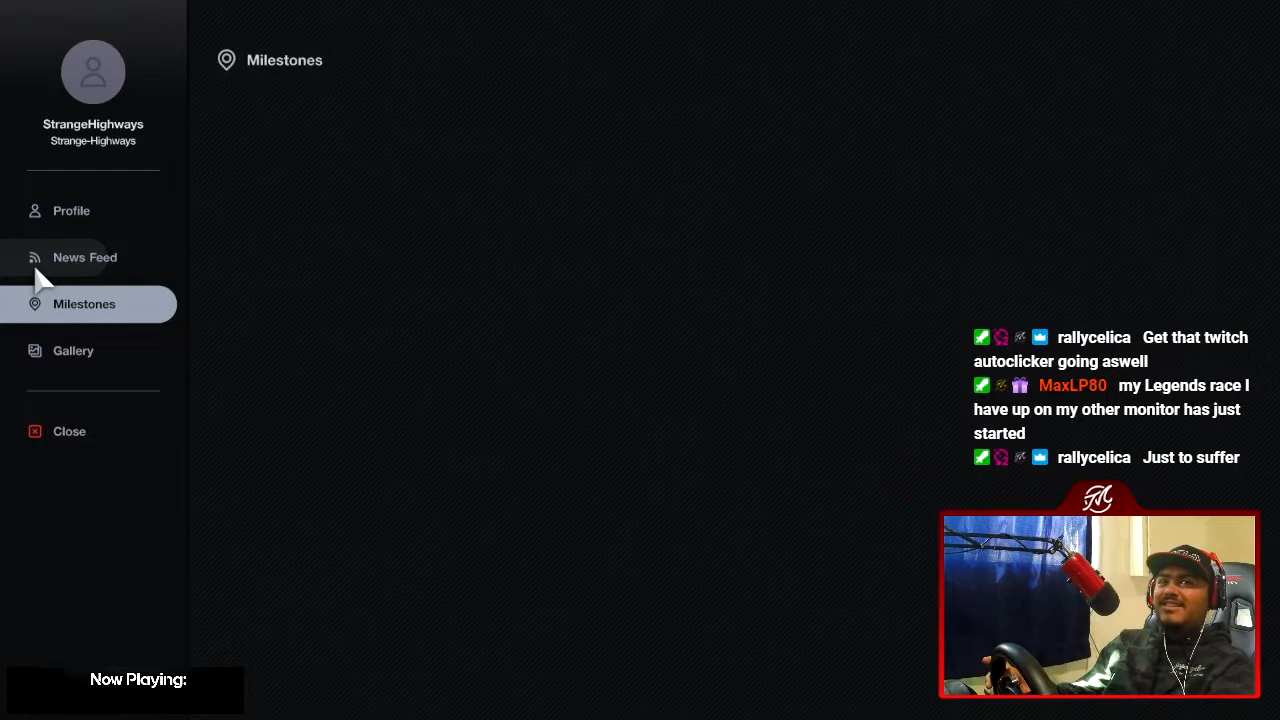 StrangeHighways
Strange-Highways
Profile
News Feed
Milestones
Gallery
Close
Milestones
rallycelica Get that twitch
autoclicker going aswell
MaxLP80 my Legends race I
have up on my other monitor has just
started
rallycelica Just to suffer
Now Playing: